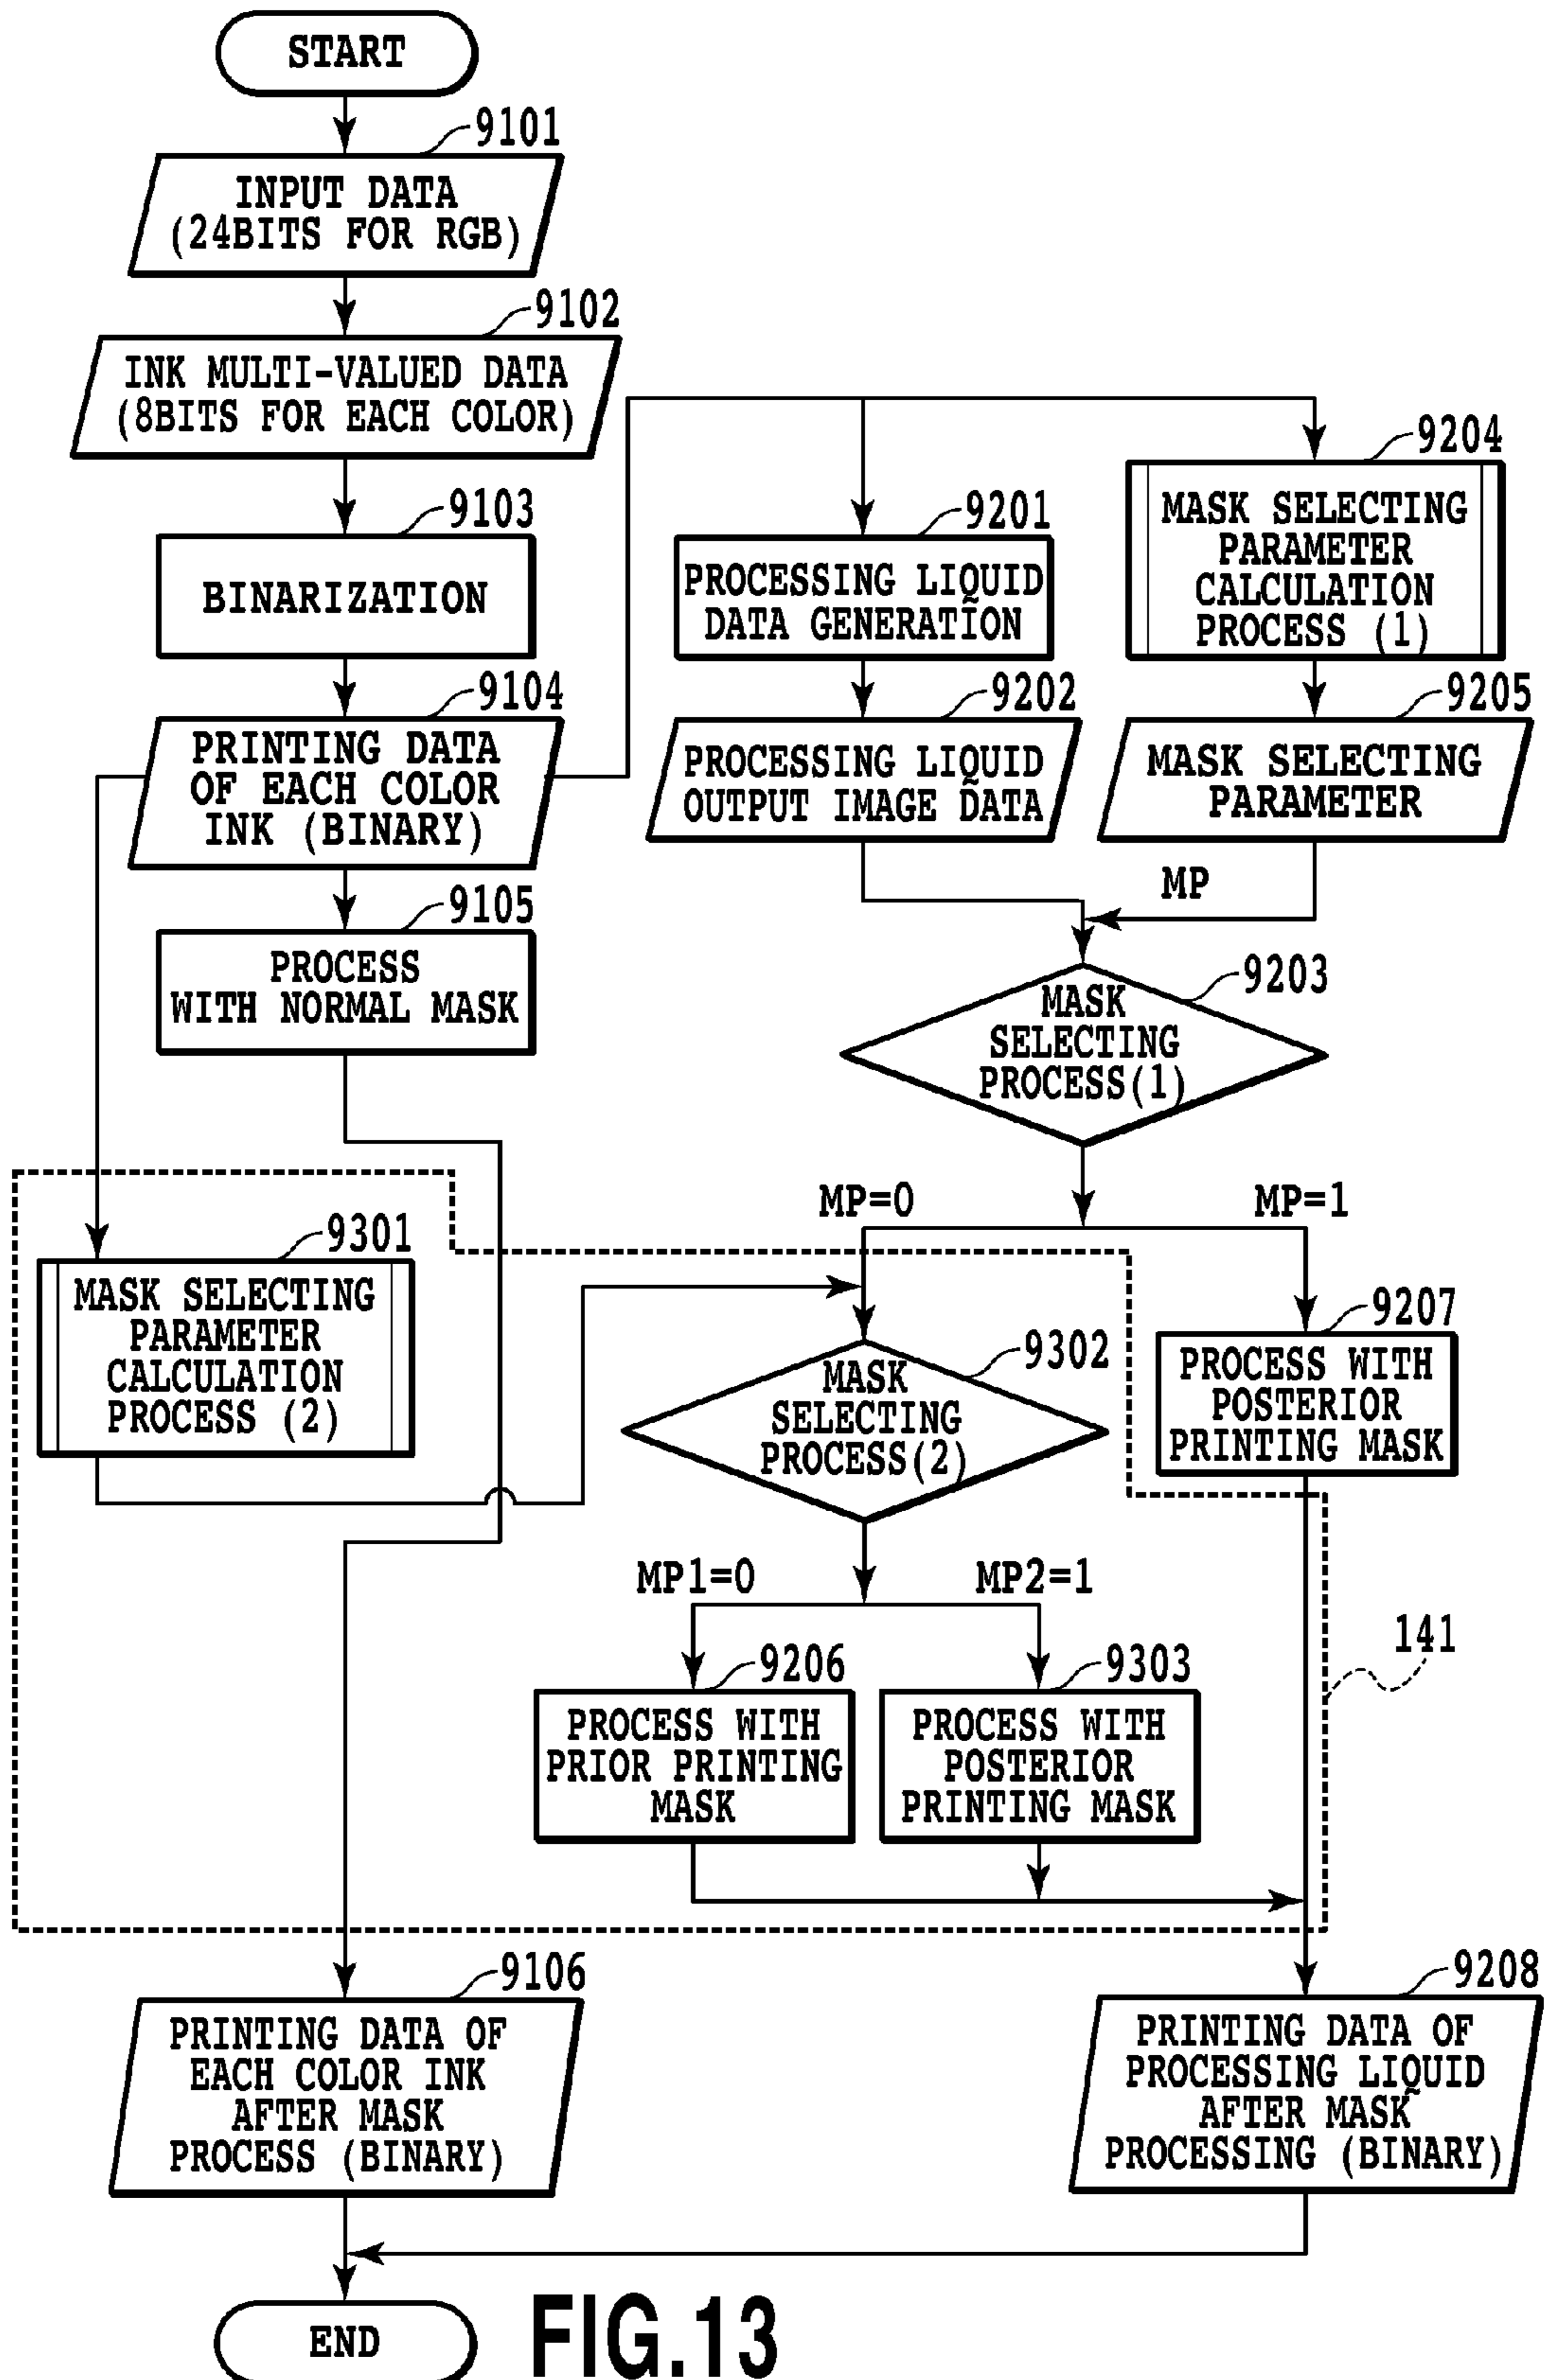 START
9101
INPUT DATA
(24BITS FOR RGB)
9102
INK MULTI-VALUED DATA
(8BITS FOR EACH COLOR)
9103
BINARIZATION
9104
PRINTING DATA
OF EACH COLOR
INK (BINARY)
9105
PROCESS
WITH NORMAL MASK
9201
PROCESSING LIQUID
DATA GENERATION
9202
PROCESSING LIQUID
OUTPUT IMAGE DATA
9204
MASK SELECTING
PARAMETER
CALCULATION
PROCESS (1)
9205
MASK SELECTING
PARAMETER
MP
9203
MASK
SELECTING
PROCESS(1)
MP=0
MP=1
9301
MASK SELECTING
PARAMETER
CALCULATION
PROCESS (2)
9302
MASK
SELECTING
PROCESS(2)
9207
PROCESS WITH
POSTERIOR
PRINTING MASK
MP1=0
MP2=1
9206
PROCESS WITH
PRIOR PRINTING
MASK
9303
PROCESS WITH
POSTERIOR
PRINTING MASK
141
9106
PRINTING DATA OF
EACH COLOR INK
AFTER MASK
PROCESS (BINARY)
9208
PRINTING DATA OF
PROCESSING LIQUID
AFTER MASK
PROCESSING (BINARY)
END
FIG.13